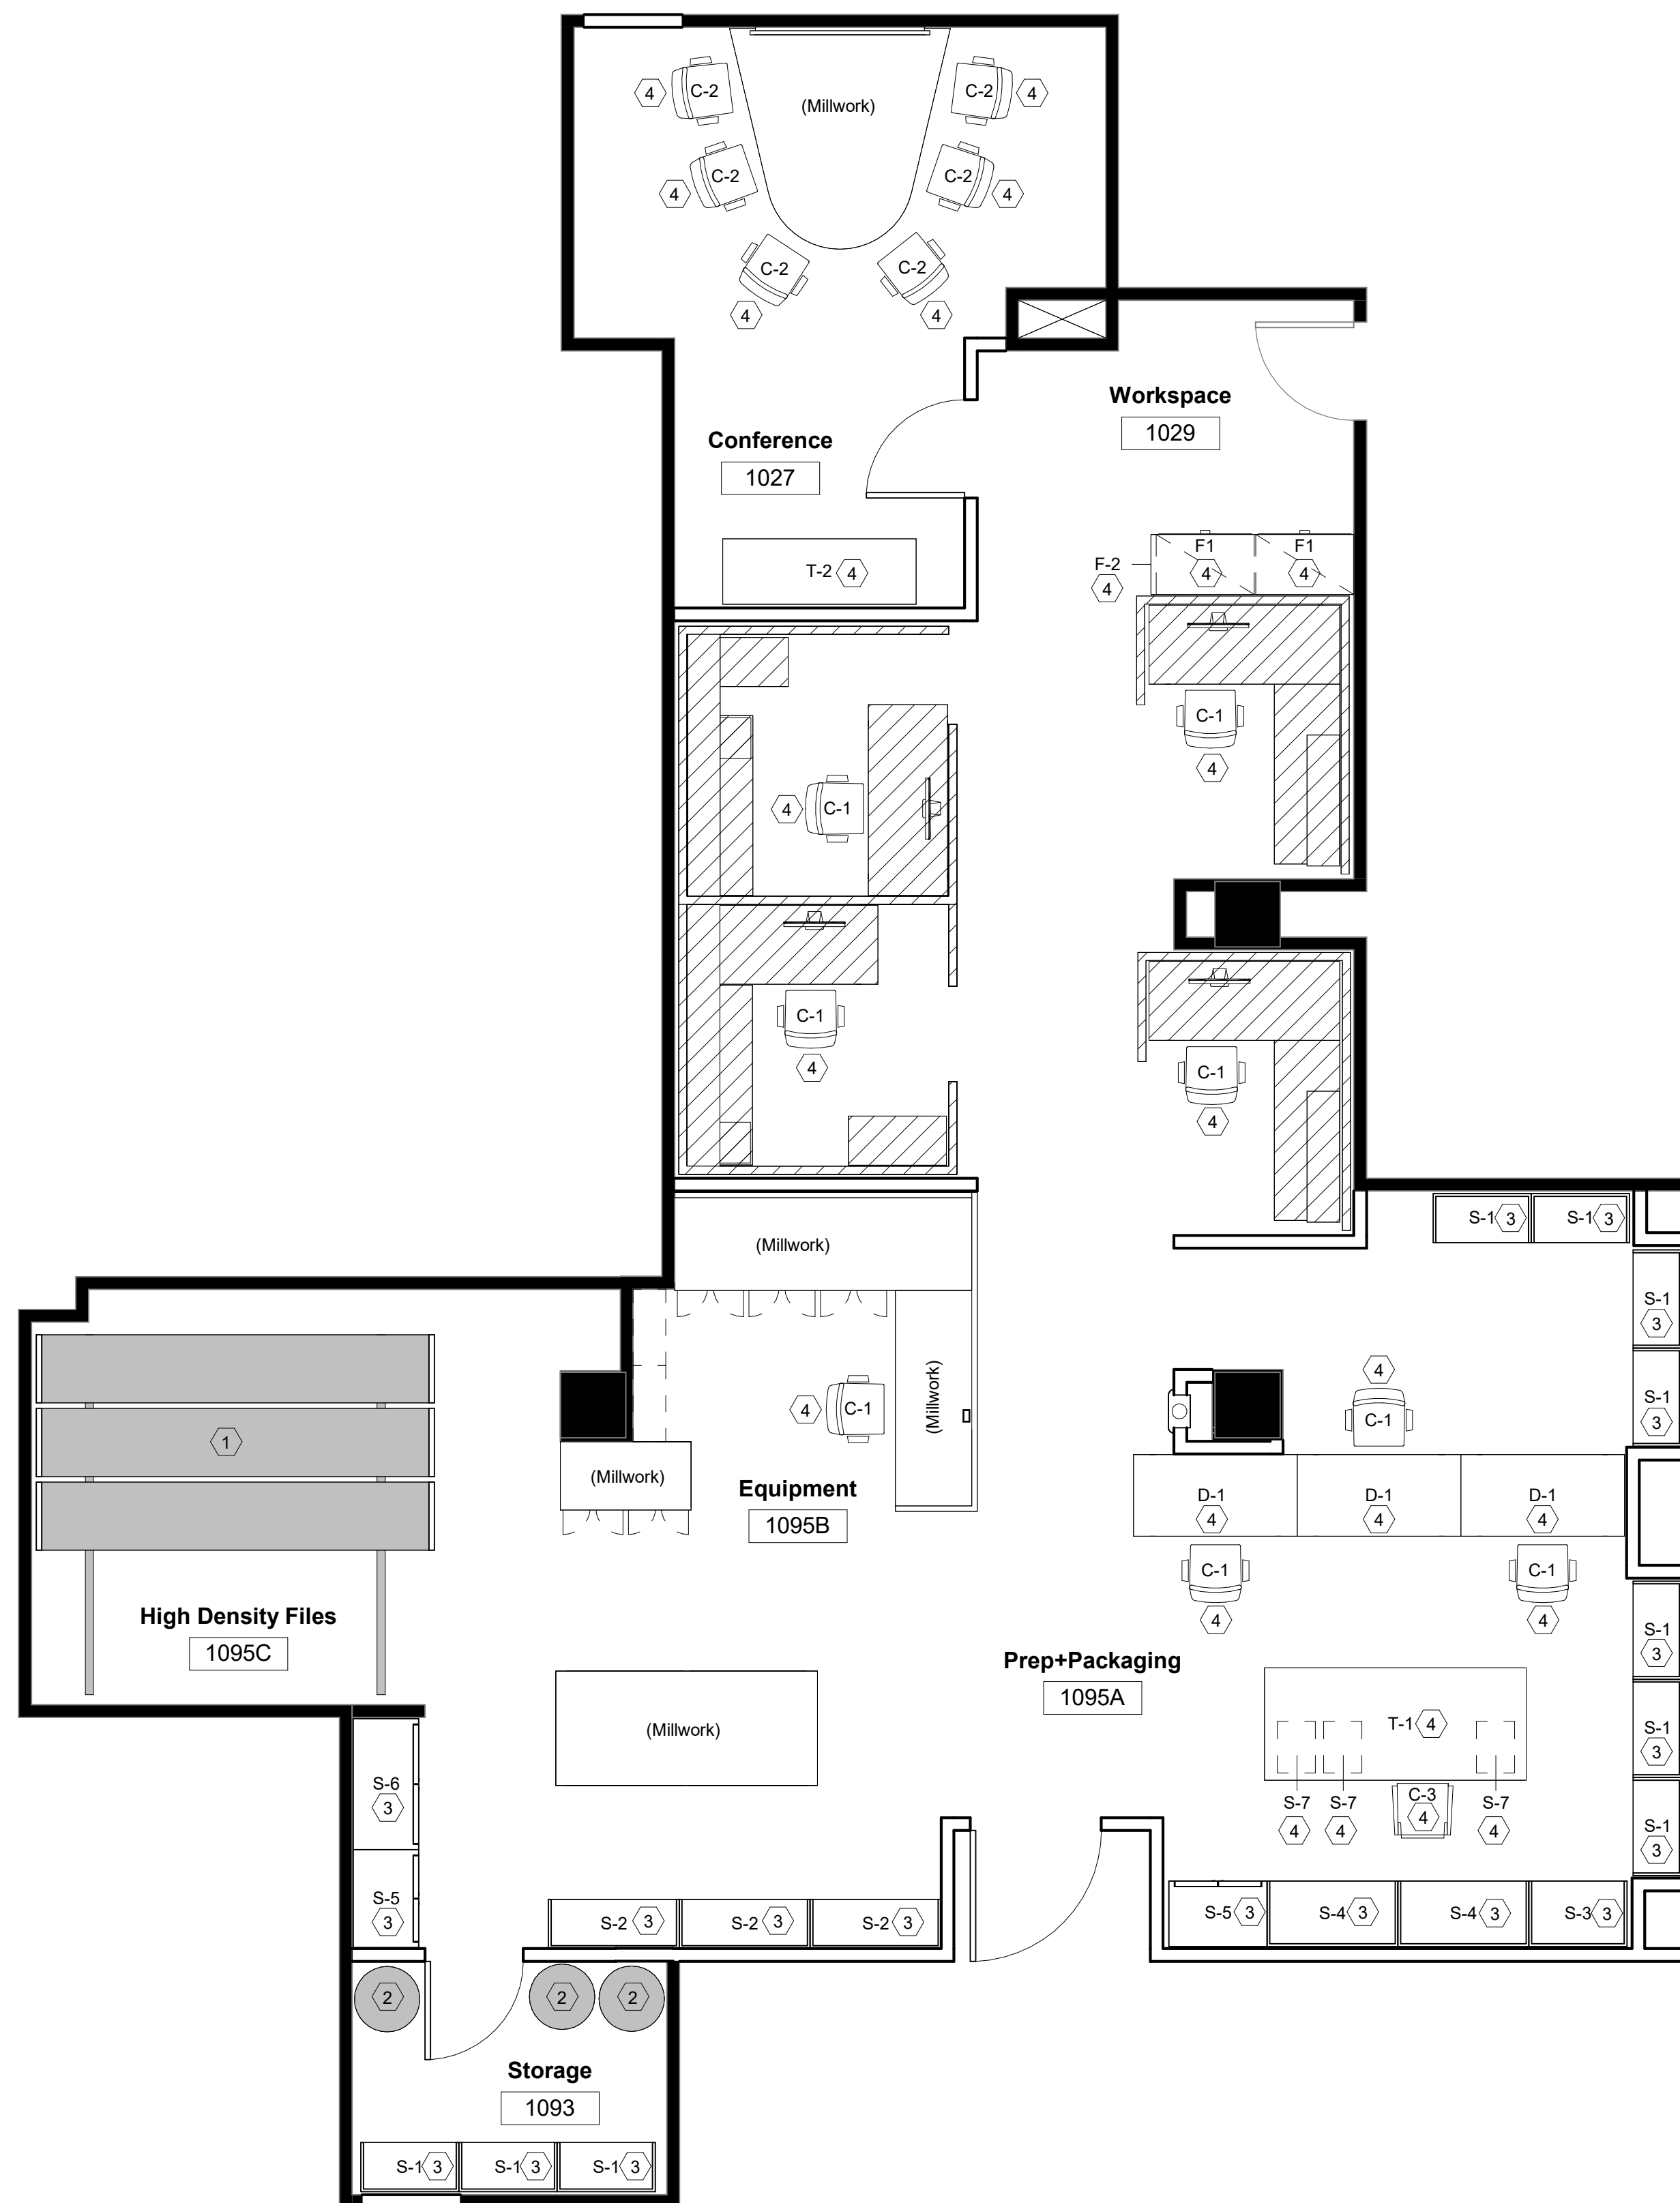 C-2
4
(Millwork)
C-2
4
C-2
4
C-2
4
C-2
4
C-2
4
Workspace
1029
Conference
1027
T-2 4
F-2
4
F1
4
F1
4
C-1
4
4
C-1
C-1
4
C-1
4
S-1 3
S-1 3
(Millwork)
S-1
3
S-1
3
4
C-1
(Millwork)
4
C-1
1
(Millwork)
Equipment
1095B
D-1
4
D-1
4
D-1
4
C-1
4
C-1
4
High Density Files
1095C
S-1
3
Prep+Packaging
1095A
(Millwork)
T-1 4
S-1
3
S-6
3
S-7
4
S-7
4
C-3
4
S-7
4
S-1
3
S-5
3
S-2 3
S-2 3
S-2 3
S-5 3
S-4 3
S-4 3
S-3 3
2
2
2
Storage
1093
S-1 3
S-1 3
S-1 3